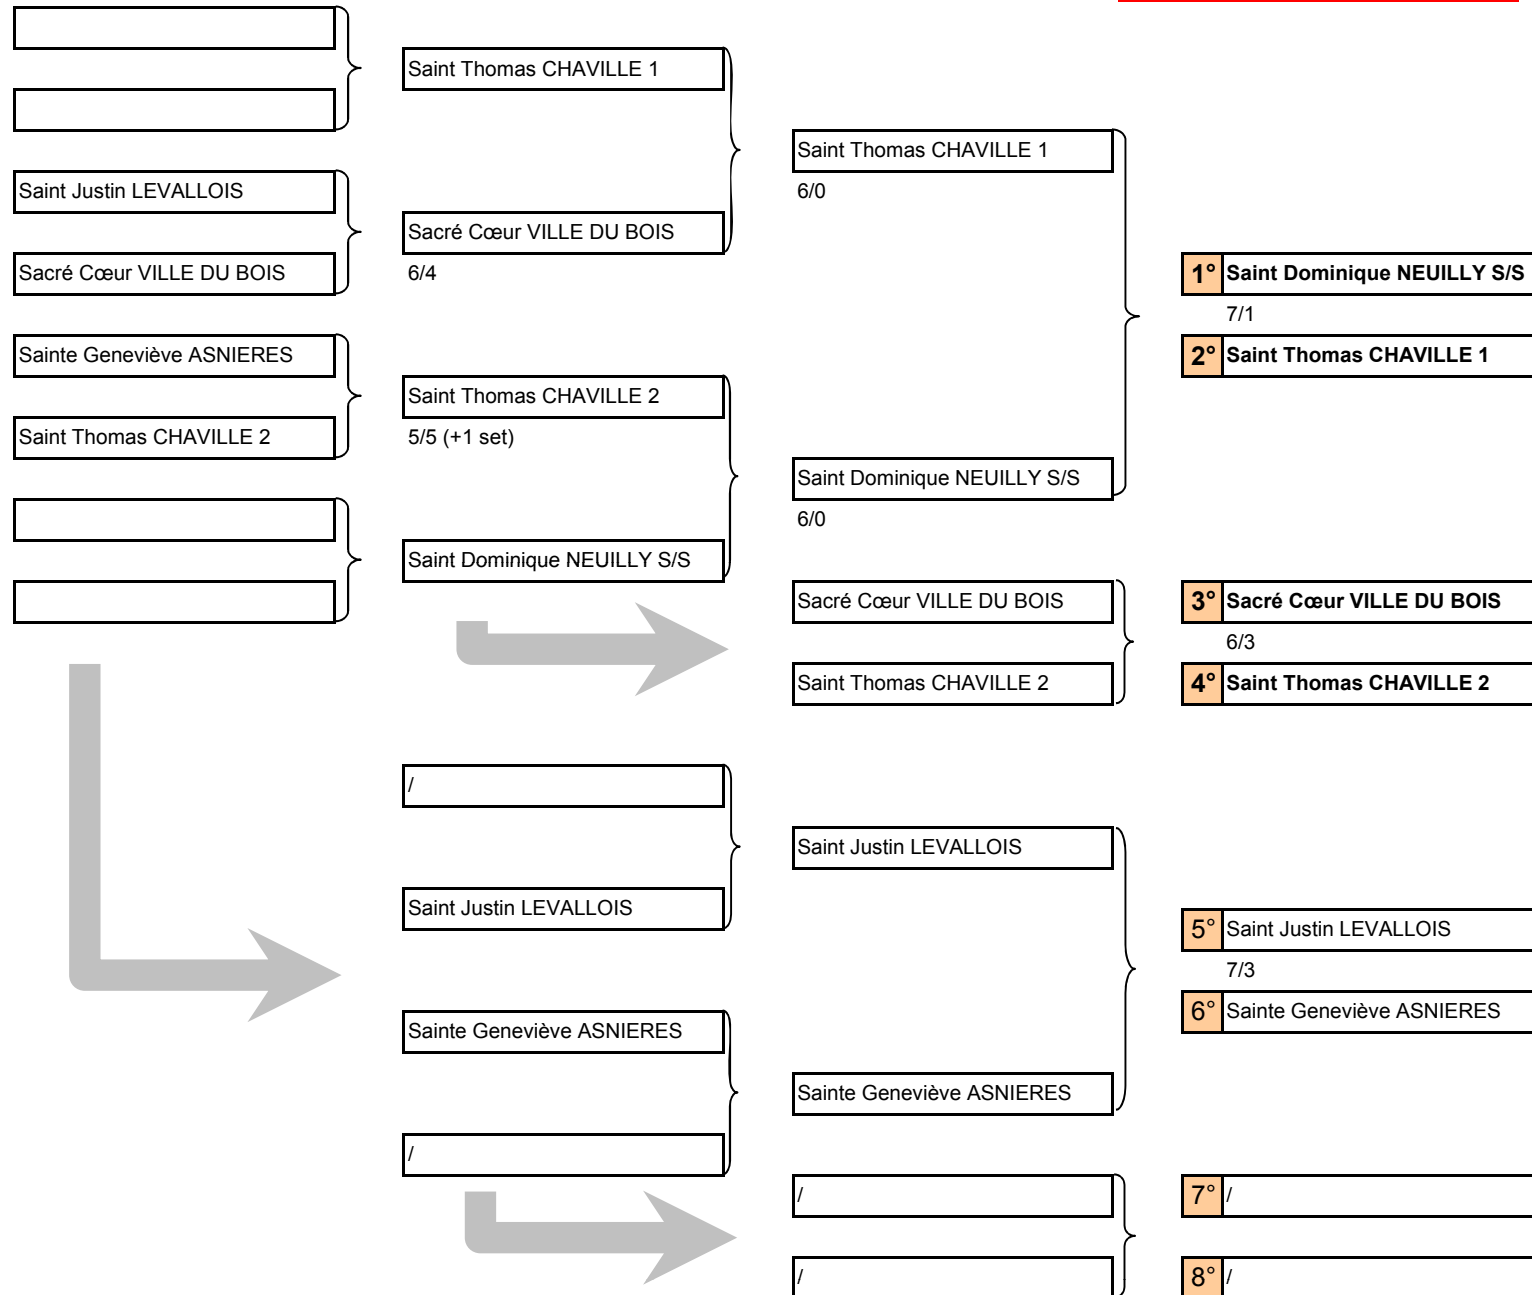 Saint Thomas CHAVILLE 1
Saint Thomas CHAVILLE 1
Saint Justin LEVALLOIS
6/0
Sacré Cœur VILLE DU BOIS
Sacré Cœur VILLE DU BOIS
6/4
1° Saint Dominique NEUILLY S/S
7/1
Sainte Geneviève ASNIERES
2° Saint Thomas CHAVILLE 1
Saint Thomas CHAVILLE 2
Saint Thomas CHAVILLE 2
5/5 (+1 set)
Saint Dominique NEUILLY S/S
6/0
Saint Dominique NEUILLY S/S
Sacré Cœur VILLE DU BOIS
3° Sacré Cœur VILLE DU BOIS
6/3
Saint Thomas CHAVILLE 2
4° Saint Thomas CHAVILLE 2
/
Saint Justin LEVALLOIS
Saint Justin LEVALLOIS
5° Saint Justin LEVALLOIS
7/3
6° Sainte Geneviève ASNIERES
Sainte Geneviève ASNIERES
Sainte Geneviève ASNIERES
/
/
7° /
/
8° /